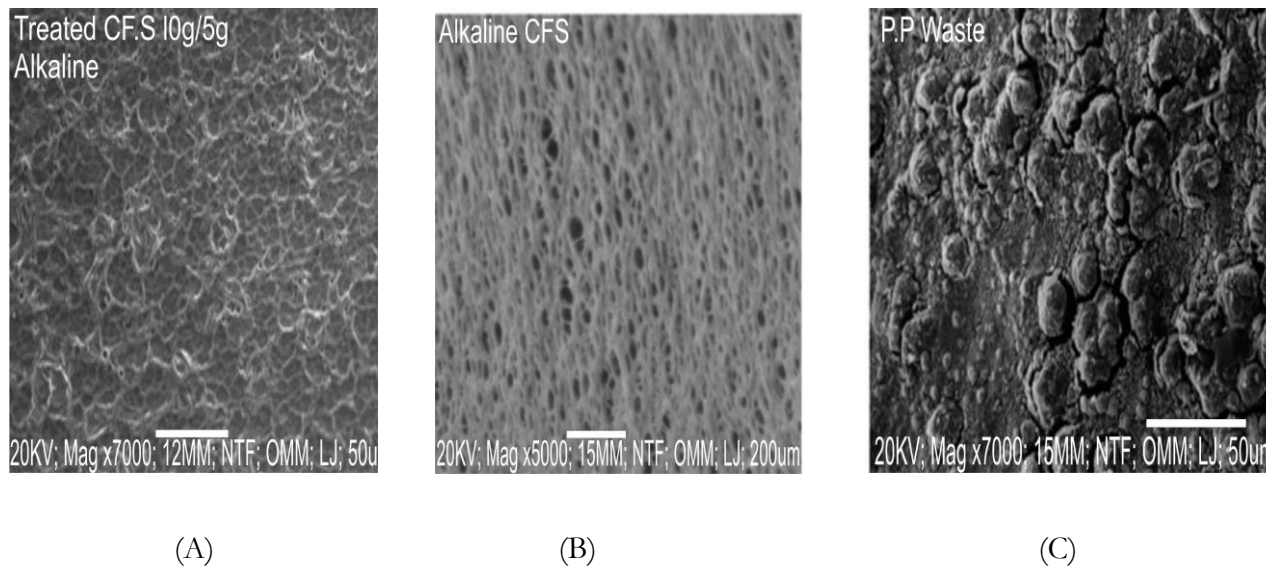 Treated CF.S l0g/5g
Alkaline
20KV; Mag x7000; 12MM; NTF; OMM; LJ; 50u
Alkaline CFS
20KV; Mag x5000; 15MM; NTF; OMM; LJ; 200um
P.P Waste
20KV; Mag x7000; 15MM; NTF; OMM; LJ; 50um
(A)
(B)
(C)